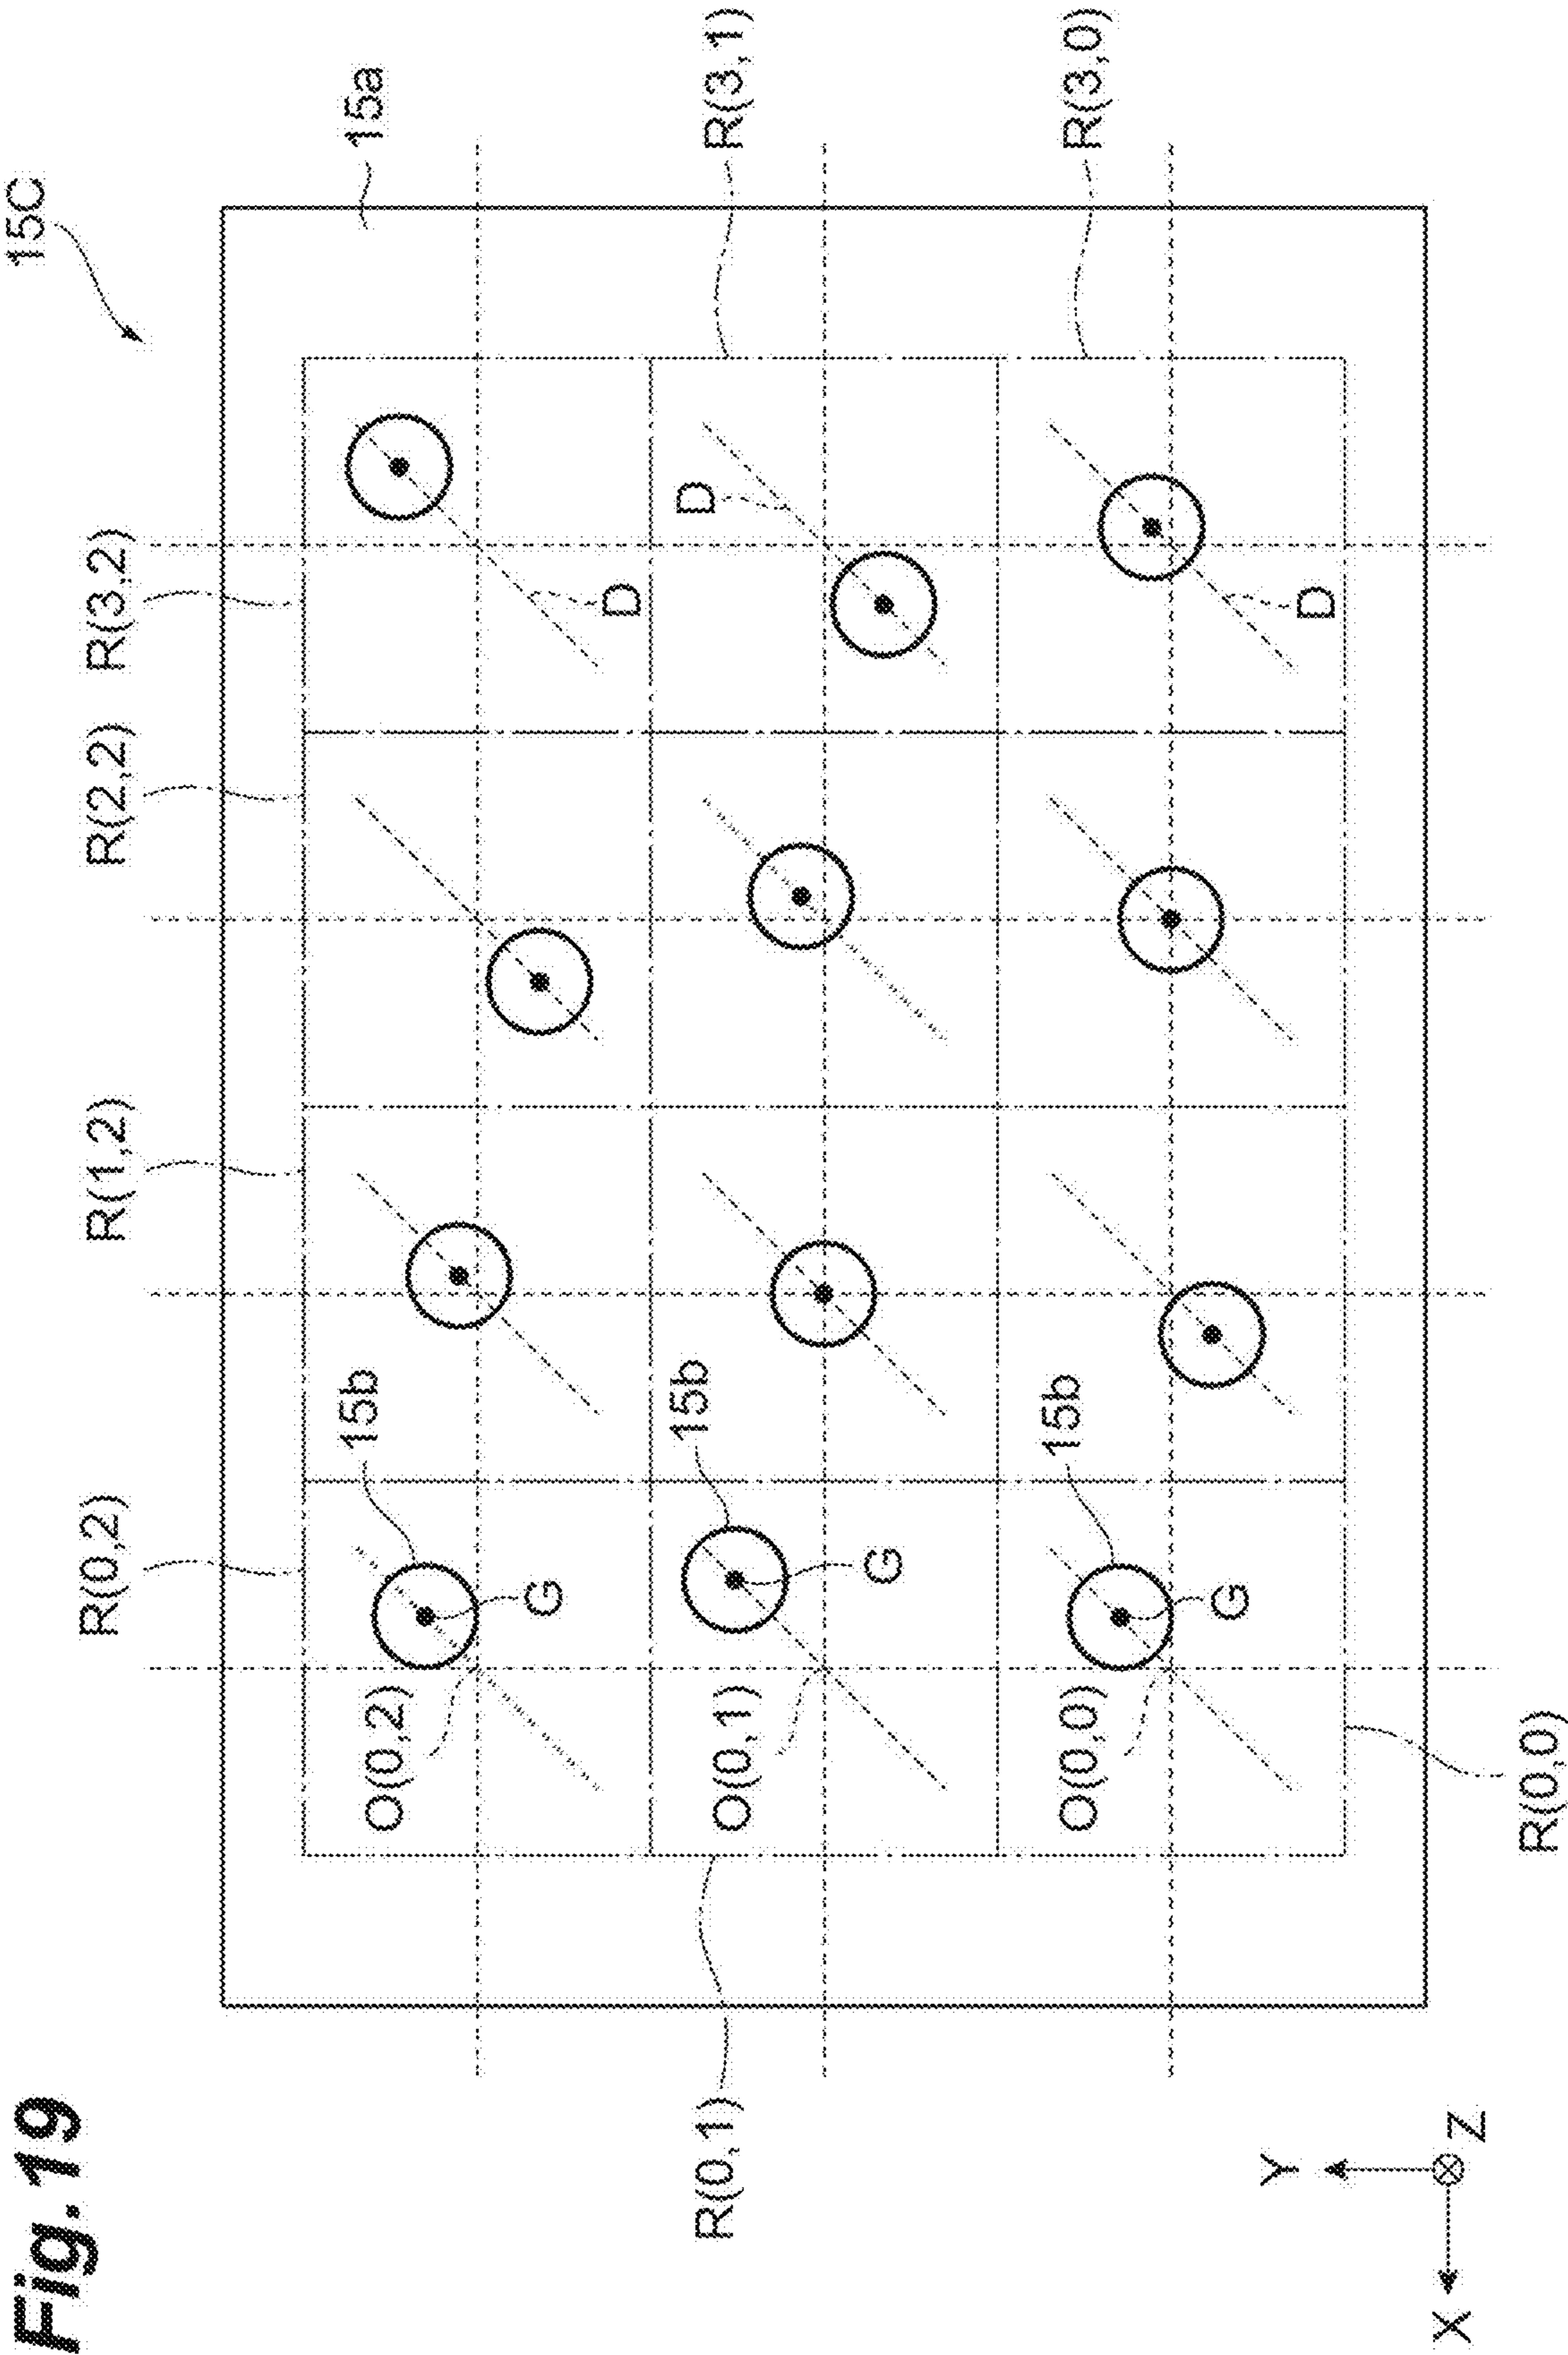 Fig.19
15C
R(0,2)
R(1,2)
R(2,2)
R(3,2)
15a
15b
G
O(0,2)
D
R(0,1)
15b
G
O(0,1)
D
R(3,1)
15b
G
O(0,0)
D
R(3,0)
R(0,0)
Y
X
Z